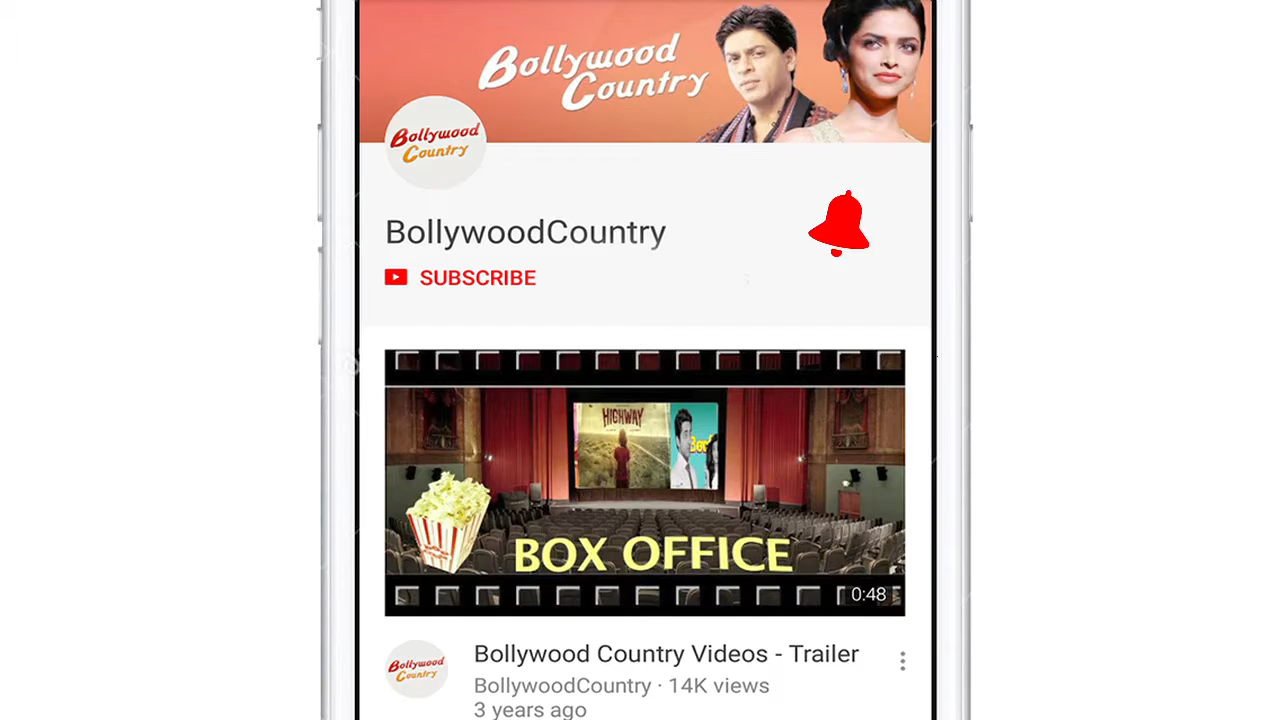 Bollywood
Country
Bollywood
Country
BollywoodCountry
SUBSCRIBE
HIGHWAY
BOX OFFICE
0:48
Bollywood
Country
Bollywood Country Videos - Trailer
BollywoodCountry · 14K views
3 years ago